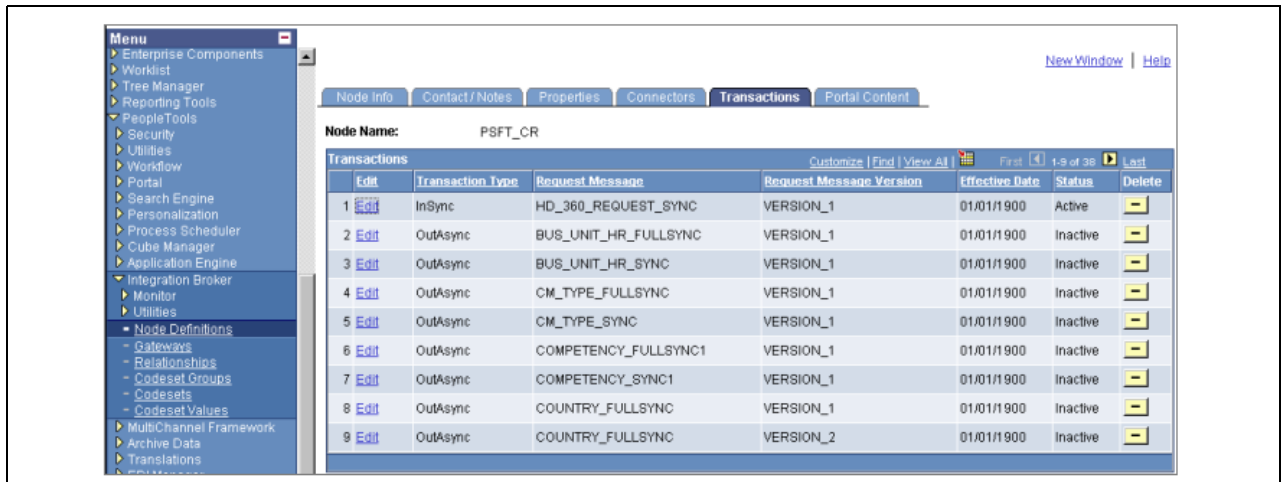 Menu
Enterprise Components
Worklist
Tree Manager
Reporting Tools
PeopleTools
Security
Utilities
Workflow
Portal
Search Engine
Personalization
Process Scheduler
Cube Manager
Application Engine
Integration Broker
Monitor
Utilities
Node Definitions
Gateways
Relationships
Codeset Groups
Codesets
Codeset Values
MultiChannel Framework
Archive Data
Translations
New Window | Help
Node Info Contact / Notes Properties Connectors Transactions Portal Content
Node Name: PSFT_CR
Transactions Customize | Find | View All First 1-9 of 38 Last
Edit Transaction Type Request Message Request Message Version Effective Date Status Delete
1 Edit InSync HD_360_REQUEST_SYNC VERSION_1 01/01/1900 Active
2 Edit OutAsync BUS_UNIT_HR_FULLSYNC VERSION_1 01/01/1900 Inactive
3 Edit OutAsync BUS_UNIT_HR_SYNC VERSION_1 01/01/1900 Inactive
4 Edit OutAsync CM_TYPE_FULLSYNC VERSION_1 01/01/1900 Inactive
5 Edit OutAsync CM_TYPE_SYNC VERSION_1 01/01/1900 Inactive
6 Edit OutAsync COMPETENCY_FULLSYNC1 VERSION_1 01/01/1900 Inactive
7 Edit OutAsync COMPETENCY_SYNC1 VERSION_1 01/01/1900 Inactive
8 Edit OutAsync COUNTRY_FULLSYNC VERSION_1 01/01/1900 Inactive
9 Edit OutAsync COUNTRY_FULLSYNC VERSION_2 01/01/1900 Inactive